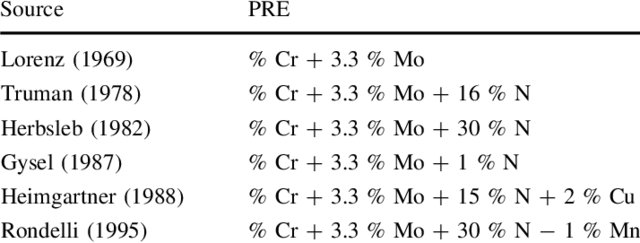 Source PRE
Lorenz (1969) % Cr + 3.3 % Mo
Truman (1978) % Cr + 3.3 % Mo + 16 % N
Herbsleb (1982) % Cr + 3.3 % Mo + 30 % N
Gysel (1987) % Cr + 3.3 % Mo + 1 % N
Heimgartner (1988) % Cr + 3.3 % Mo + 15 % N + 2 % Cu
Rondelli (1995) % Cr + 3.3 % Mo + 30 % N − 1 % Mn